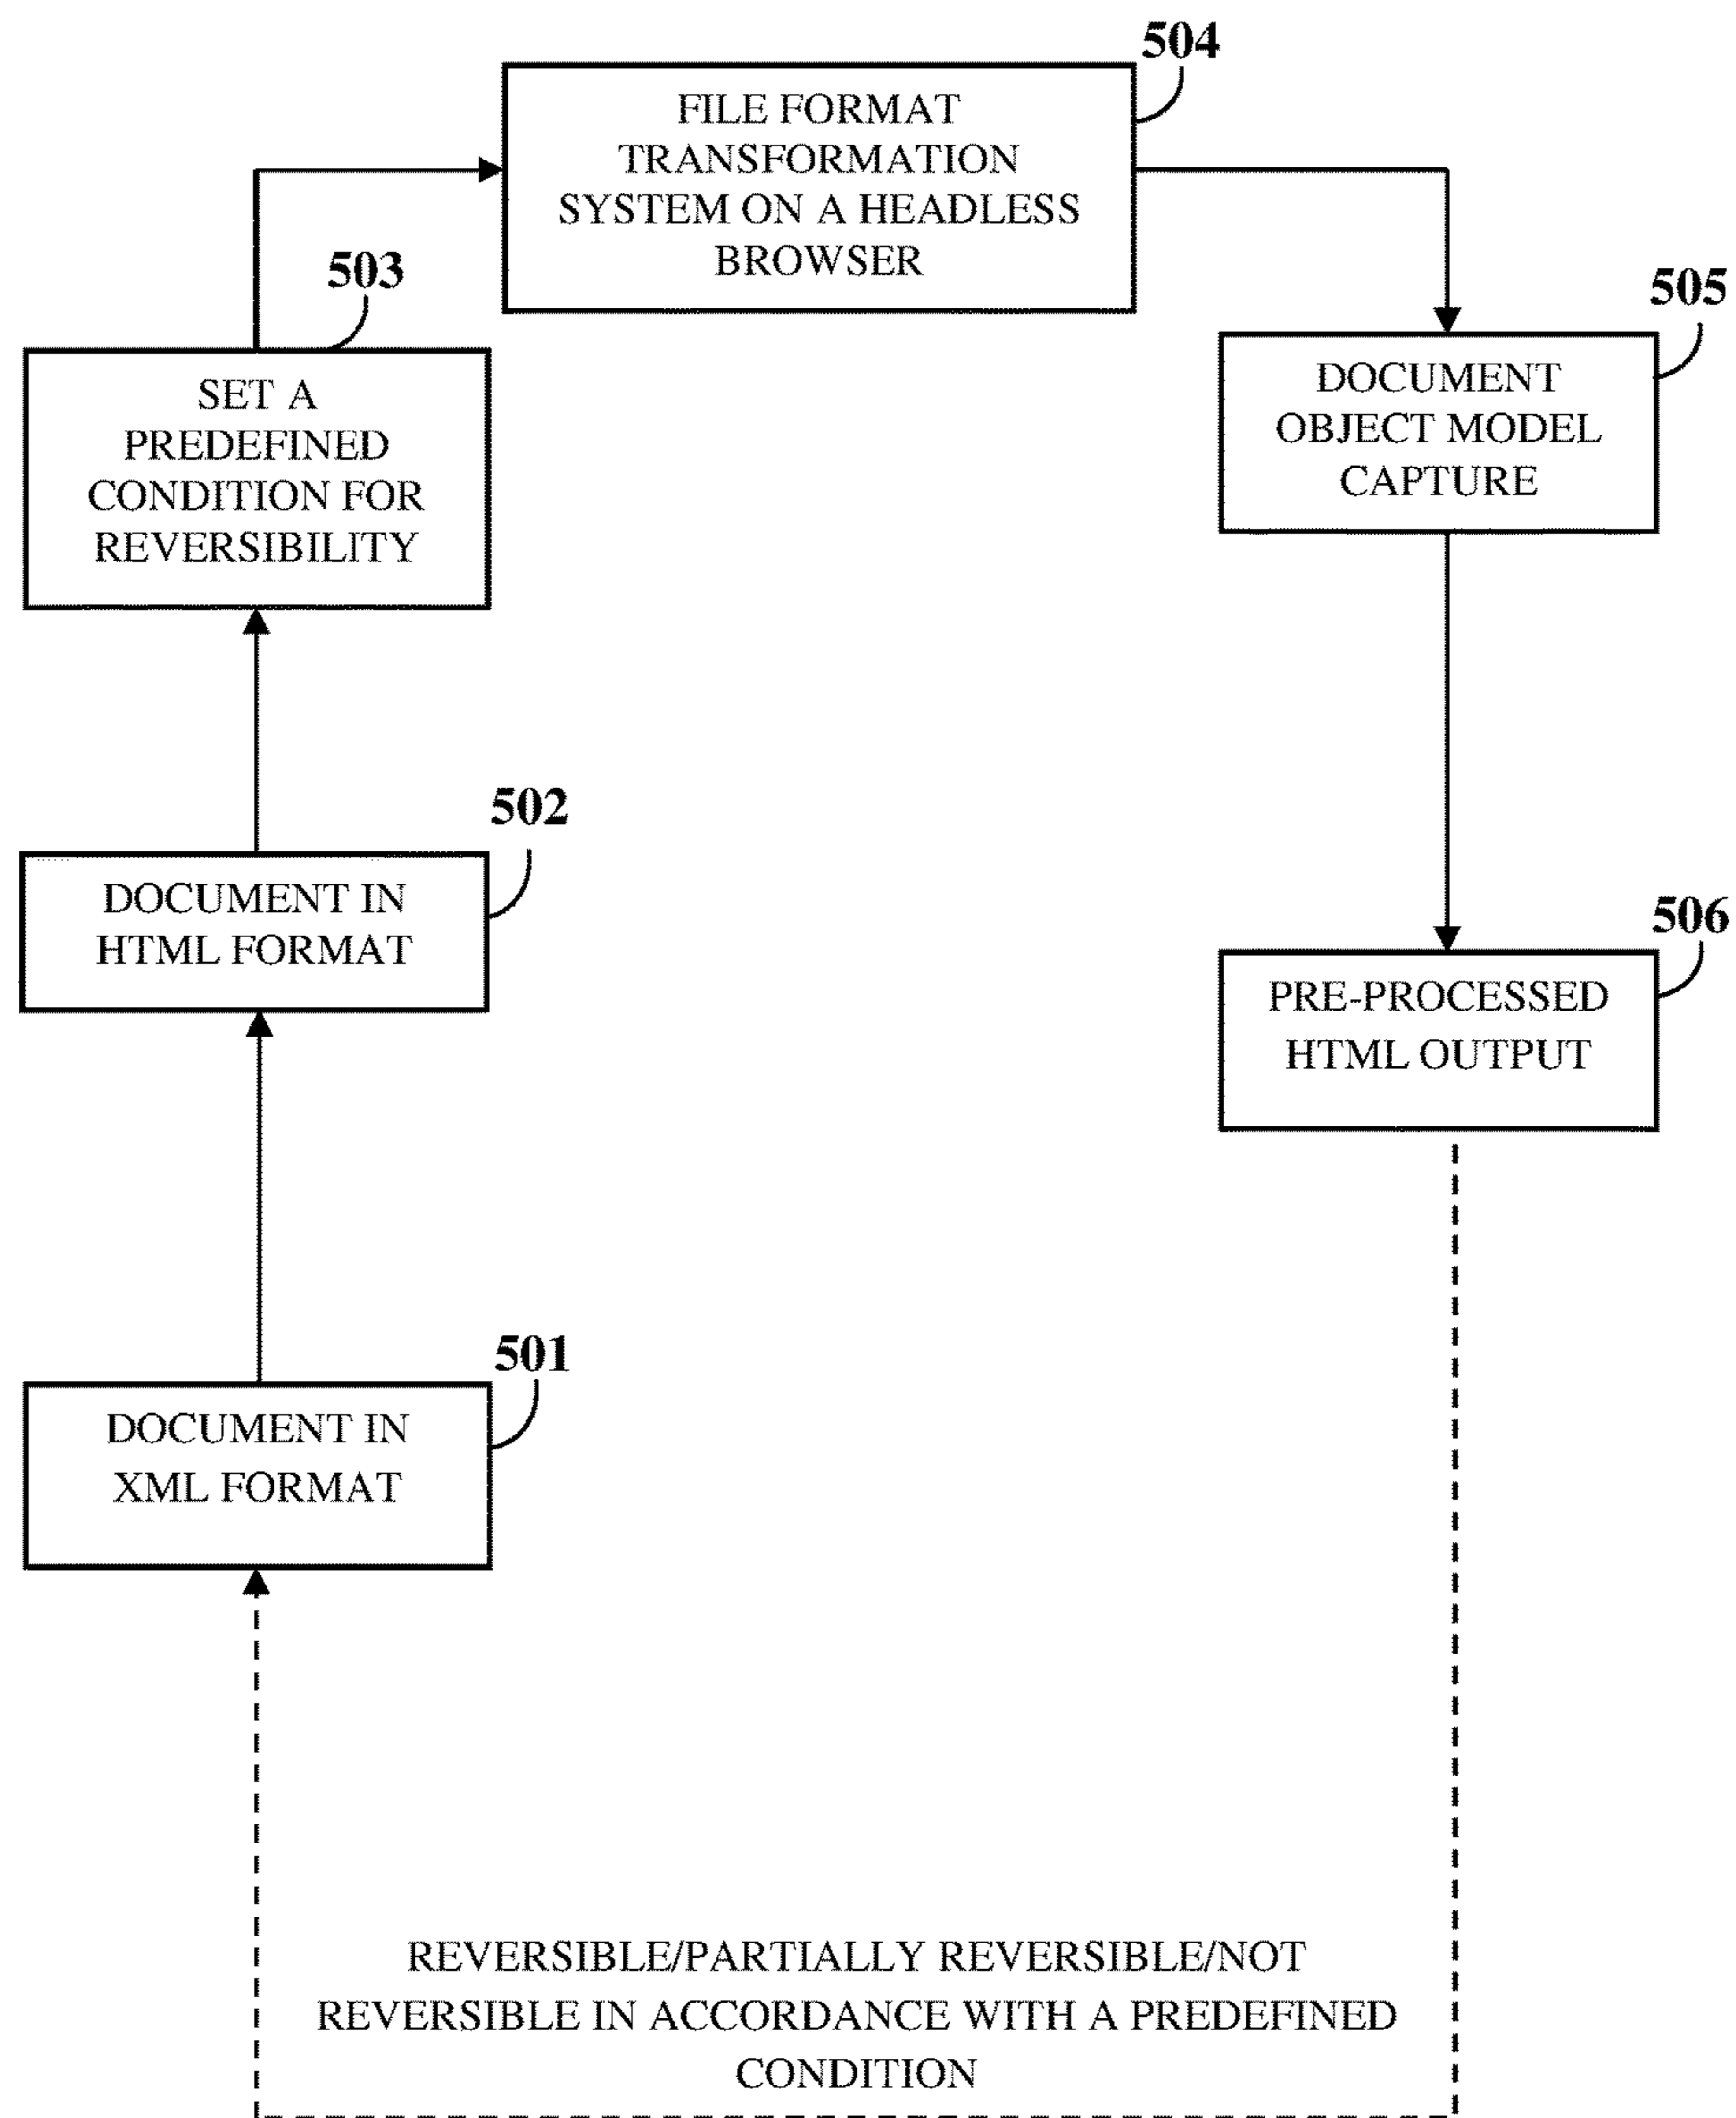 504
FILE FORMAT
TRANSFORMATION
SYSTEM ON A HEADLESS
BROWSER
503
SET A
PREDEFINED
CONDITION FOR
REVERSIBILITY
505
DOCUMENT
OBJECT MODEL
CAPTURE
502
DOCUMENT IN
HTML FORMAT
506
PRE-PROCESSED
HTML OUTPUT
501
DOCUMENT IN
XML FORMAT
REVERSIBLE/PARTIALLY REVERSIBLE/NOT
REVERSIBLE IN ACCORDANCE WITH A PREDEFINED
CONDITION